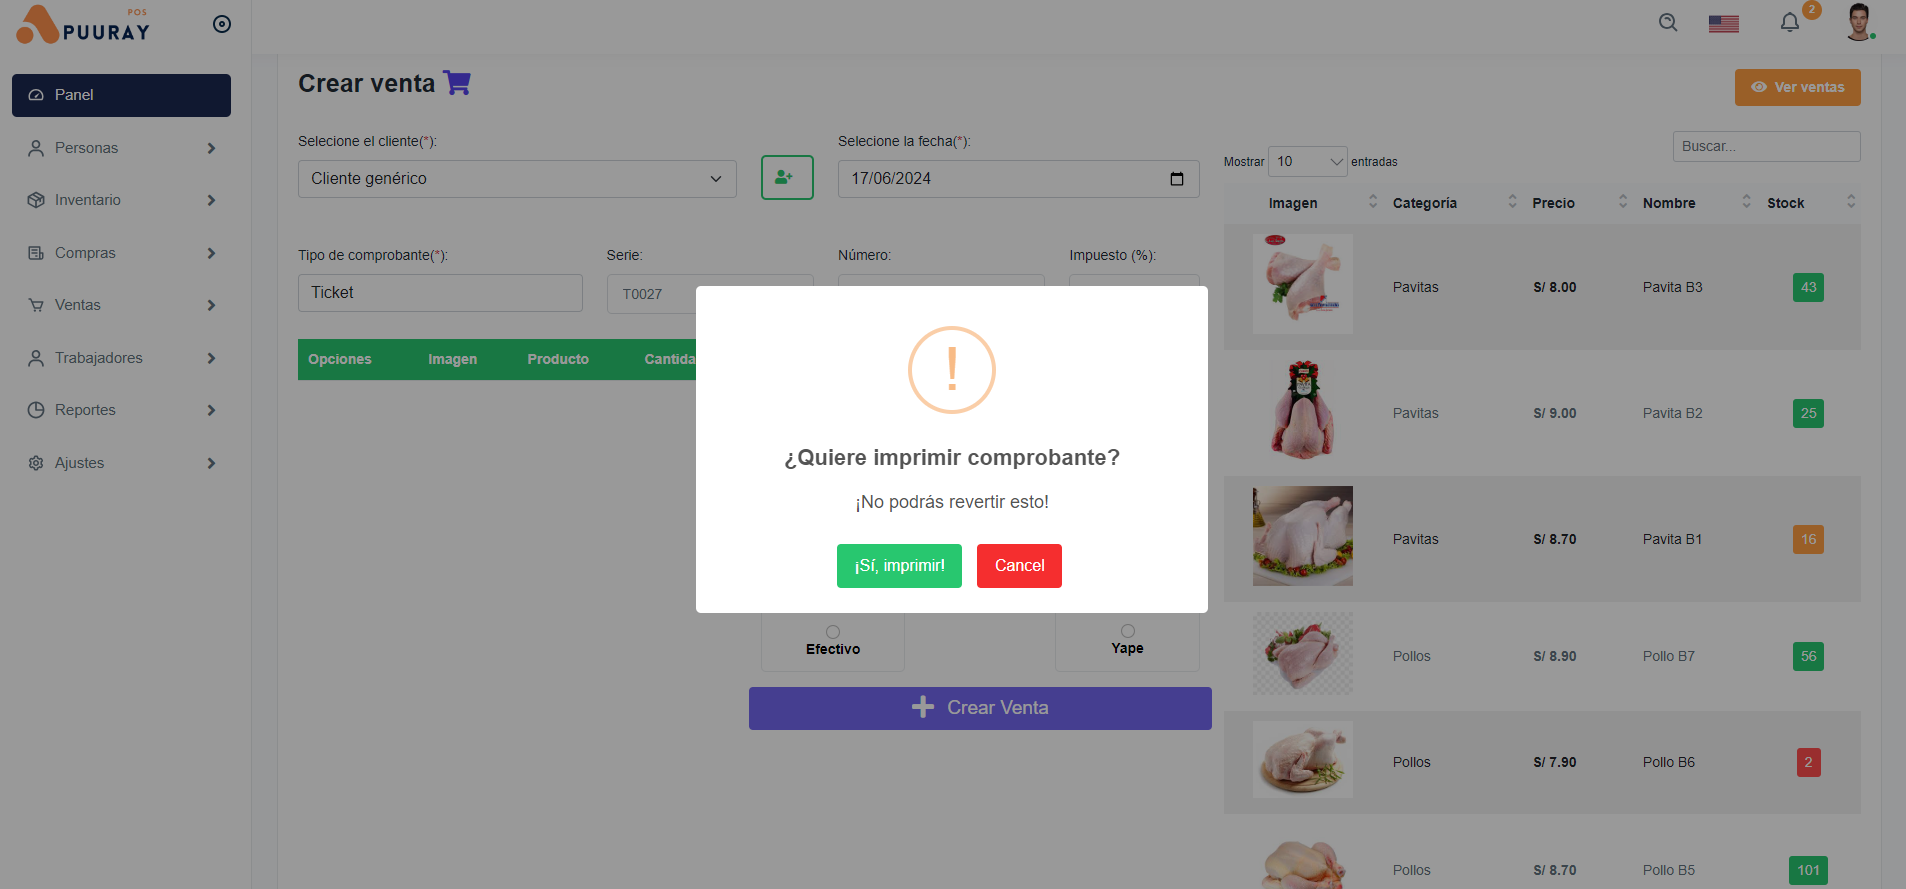 POS
PUURAY
2
Panel
Personas
Inventario
Compras
Ventas
Trabajadores
Reportes
Ajustes
Crear venta
Ver ventas
Selecione el cliente(*):
Cliente genérico
Selecione la fecha(*):
17/06/2024
Tipo de comprobante(*):
Ticket
Serie:
T0027
Número:
Impuesto (%):
Opciones Imagen Producto Cantida
¿Quiere imprimir comprobante?
¡No podrás revertir esto!
¡Sí, imprimir! Cancel
Efectivo
Yape
Crear Venta
Buscar...
Mostrar 10 entradas
Imagen Categoría Precio Nombre Stock
Pavitas S/ 8.00 Pavita B3 43
Pavitas S/ 9.00 Pavita B2 25
Pavitas S/ 8.70 Pavita B1 16
Pollos S/ 8.90 Pollo B7 56
Pollos S/ 7.90 Pollo B6 2
Pollos S/ 8.70 Pollo B5 101